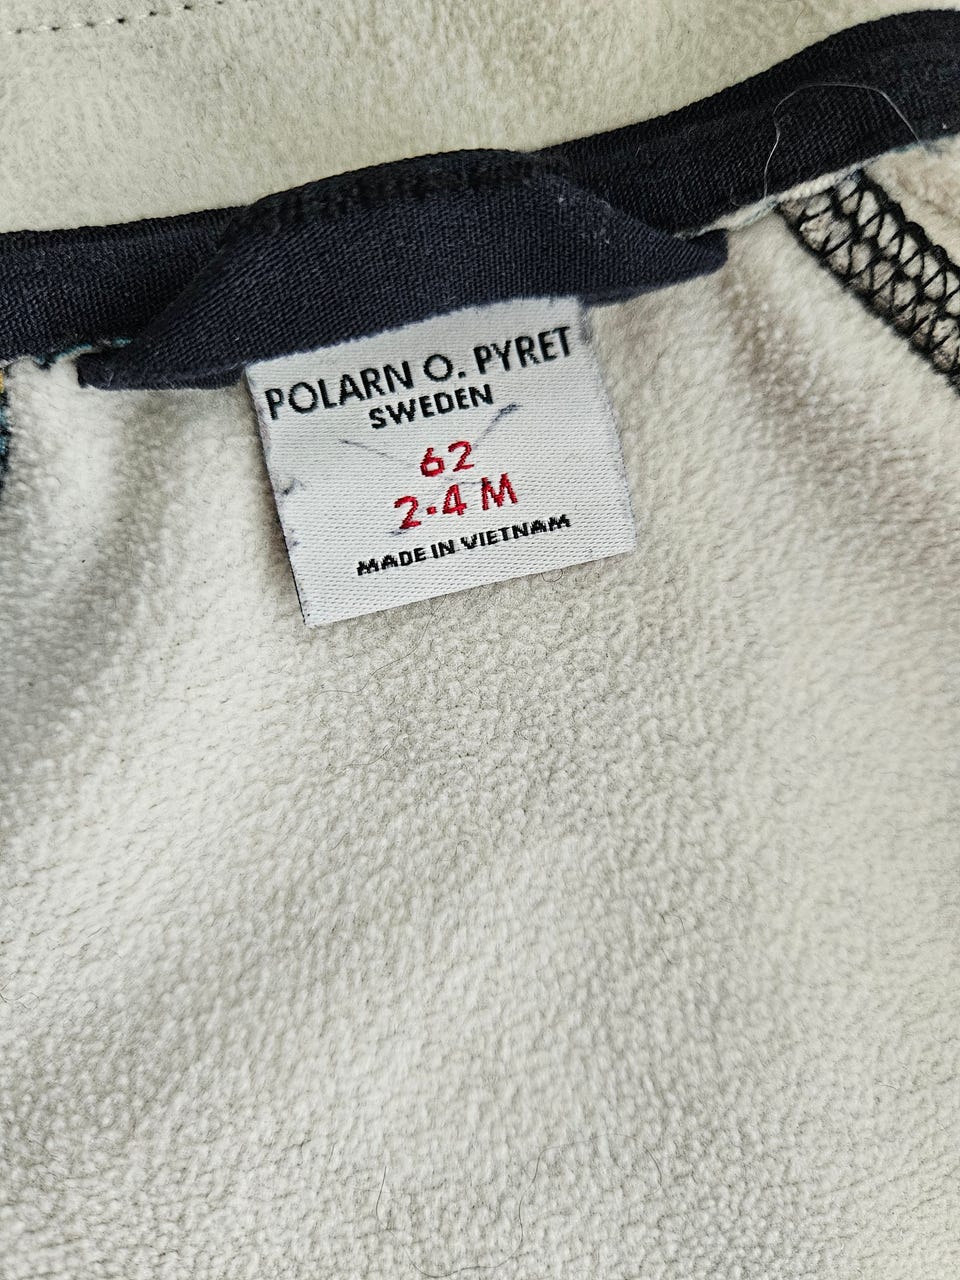 POLARN O. PYRET
SWEDEN
62
2-4 M
MADE IN VIETNAM